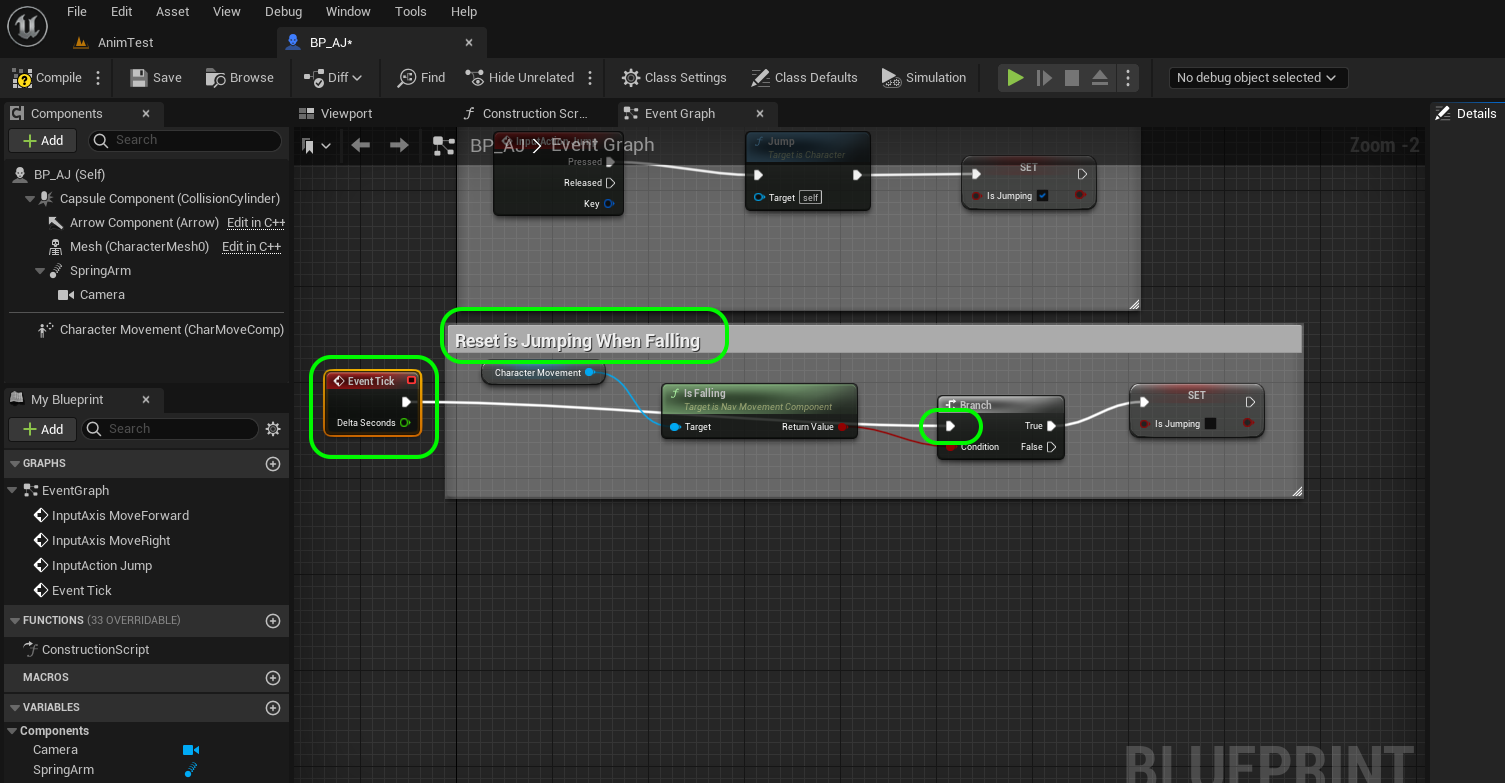 File Edit Asset View Debug Window Tools Help
AnimTest
BP_AJ*
Compile Save Browse Diff Find Hide Unrelated Class Settings Class Defaults Simulation No debug object selected
Components
Viewport
Construction Scr...
Event Graph
Details
Add
Search
BP_AJ > Event Graph
Zoom -2
BP_AJ (Self)
Capsule Component (CollisionCylinder)
Arrow Component (Arrow) Edit in C++
Mesh (CharacterMesh0) Edit in C++
SpringArm
Camera
Character Movement (CharMoveComp)
My Blueprint
Add
Search
GRAPHS
EventGraph
InputAxis MoveForward
InputAxis MoveRight
InputAction Jump
Event Tick
FUNCTIONS (33 OVERRIDABLE)
ConstructionScript
MACROS
VARIABLES
Components
Camera
SpringArm
InputAction Jump
Pressed
Released
Key
Jump
Target is Character
Target self
SET
Is Jumping
Reset is Jumping When Falling
Event Tick
Delta Seconds
Character Movement
Is Falling
Target is Nav Movement Component
Target Return Value
Branch
True
Condition False
SET
Is Jumping
BLUEPRINT